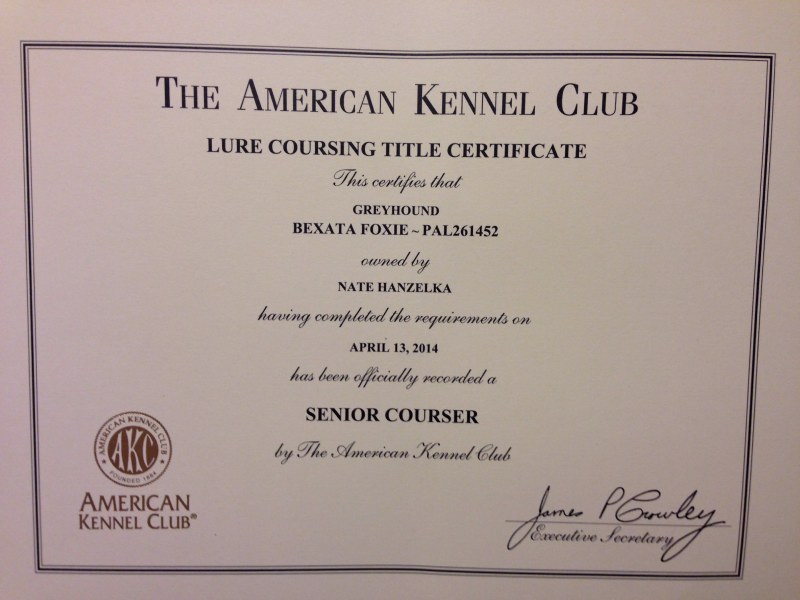 THE AMERICAN KENNEL CLUB
LURE COURSING TITLE CERTIFICATE
This certifies that
GREYHOUND
BEXATA FOXIE ~ PAL261452
owned by
NATE HANZELKA
having completed the requirements on
APRIL 13, 2014
has been officially recorded a
SENIOR COURSER
by The American Kennel Club
AMERICAN KENNEL CLUB
AKC
FOUNDED 1884
AMERICAN
KENNEL CLUB®
James P Crowley
Executive Secretary